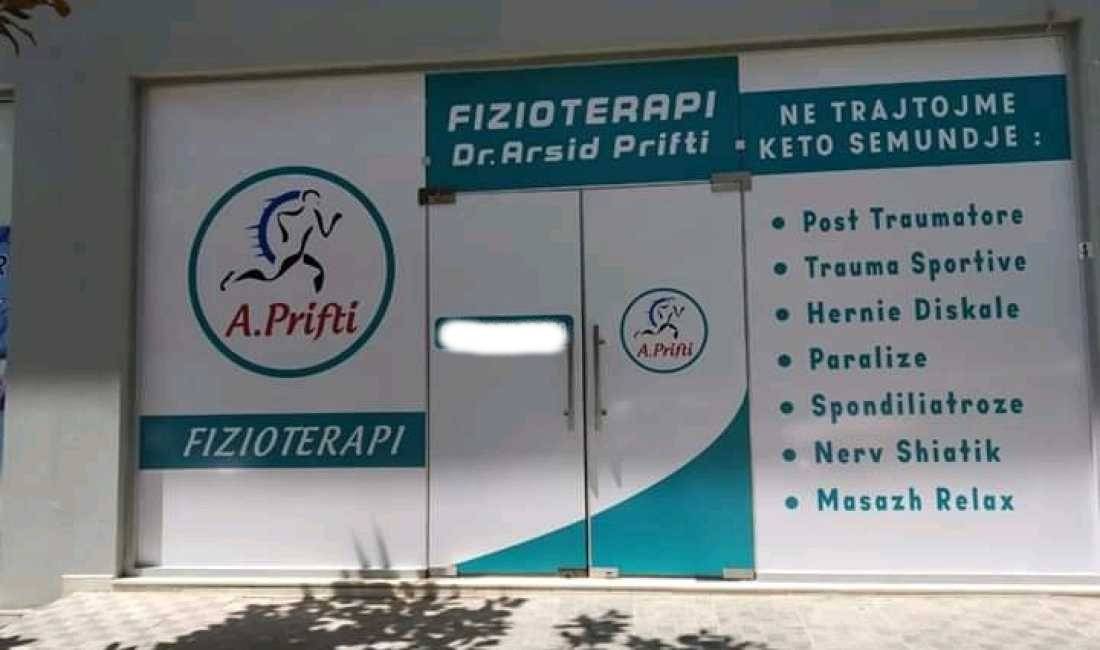 FIZIOTERAPI
Dr. Arsid Prifti
NE TRAJTOJME
KETO SEMUNDJE :
A.Prifti
FIZIOTERAPI
A.Prifti
• Post Traumatore
• Trauma Sportive
• Hernie Diskale
• Paralize
• Spondiliatroze
• Nerv Shiatik
• Masazh Relax